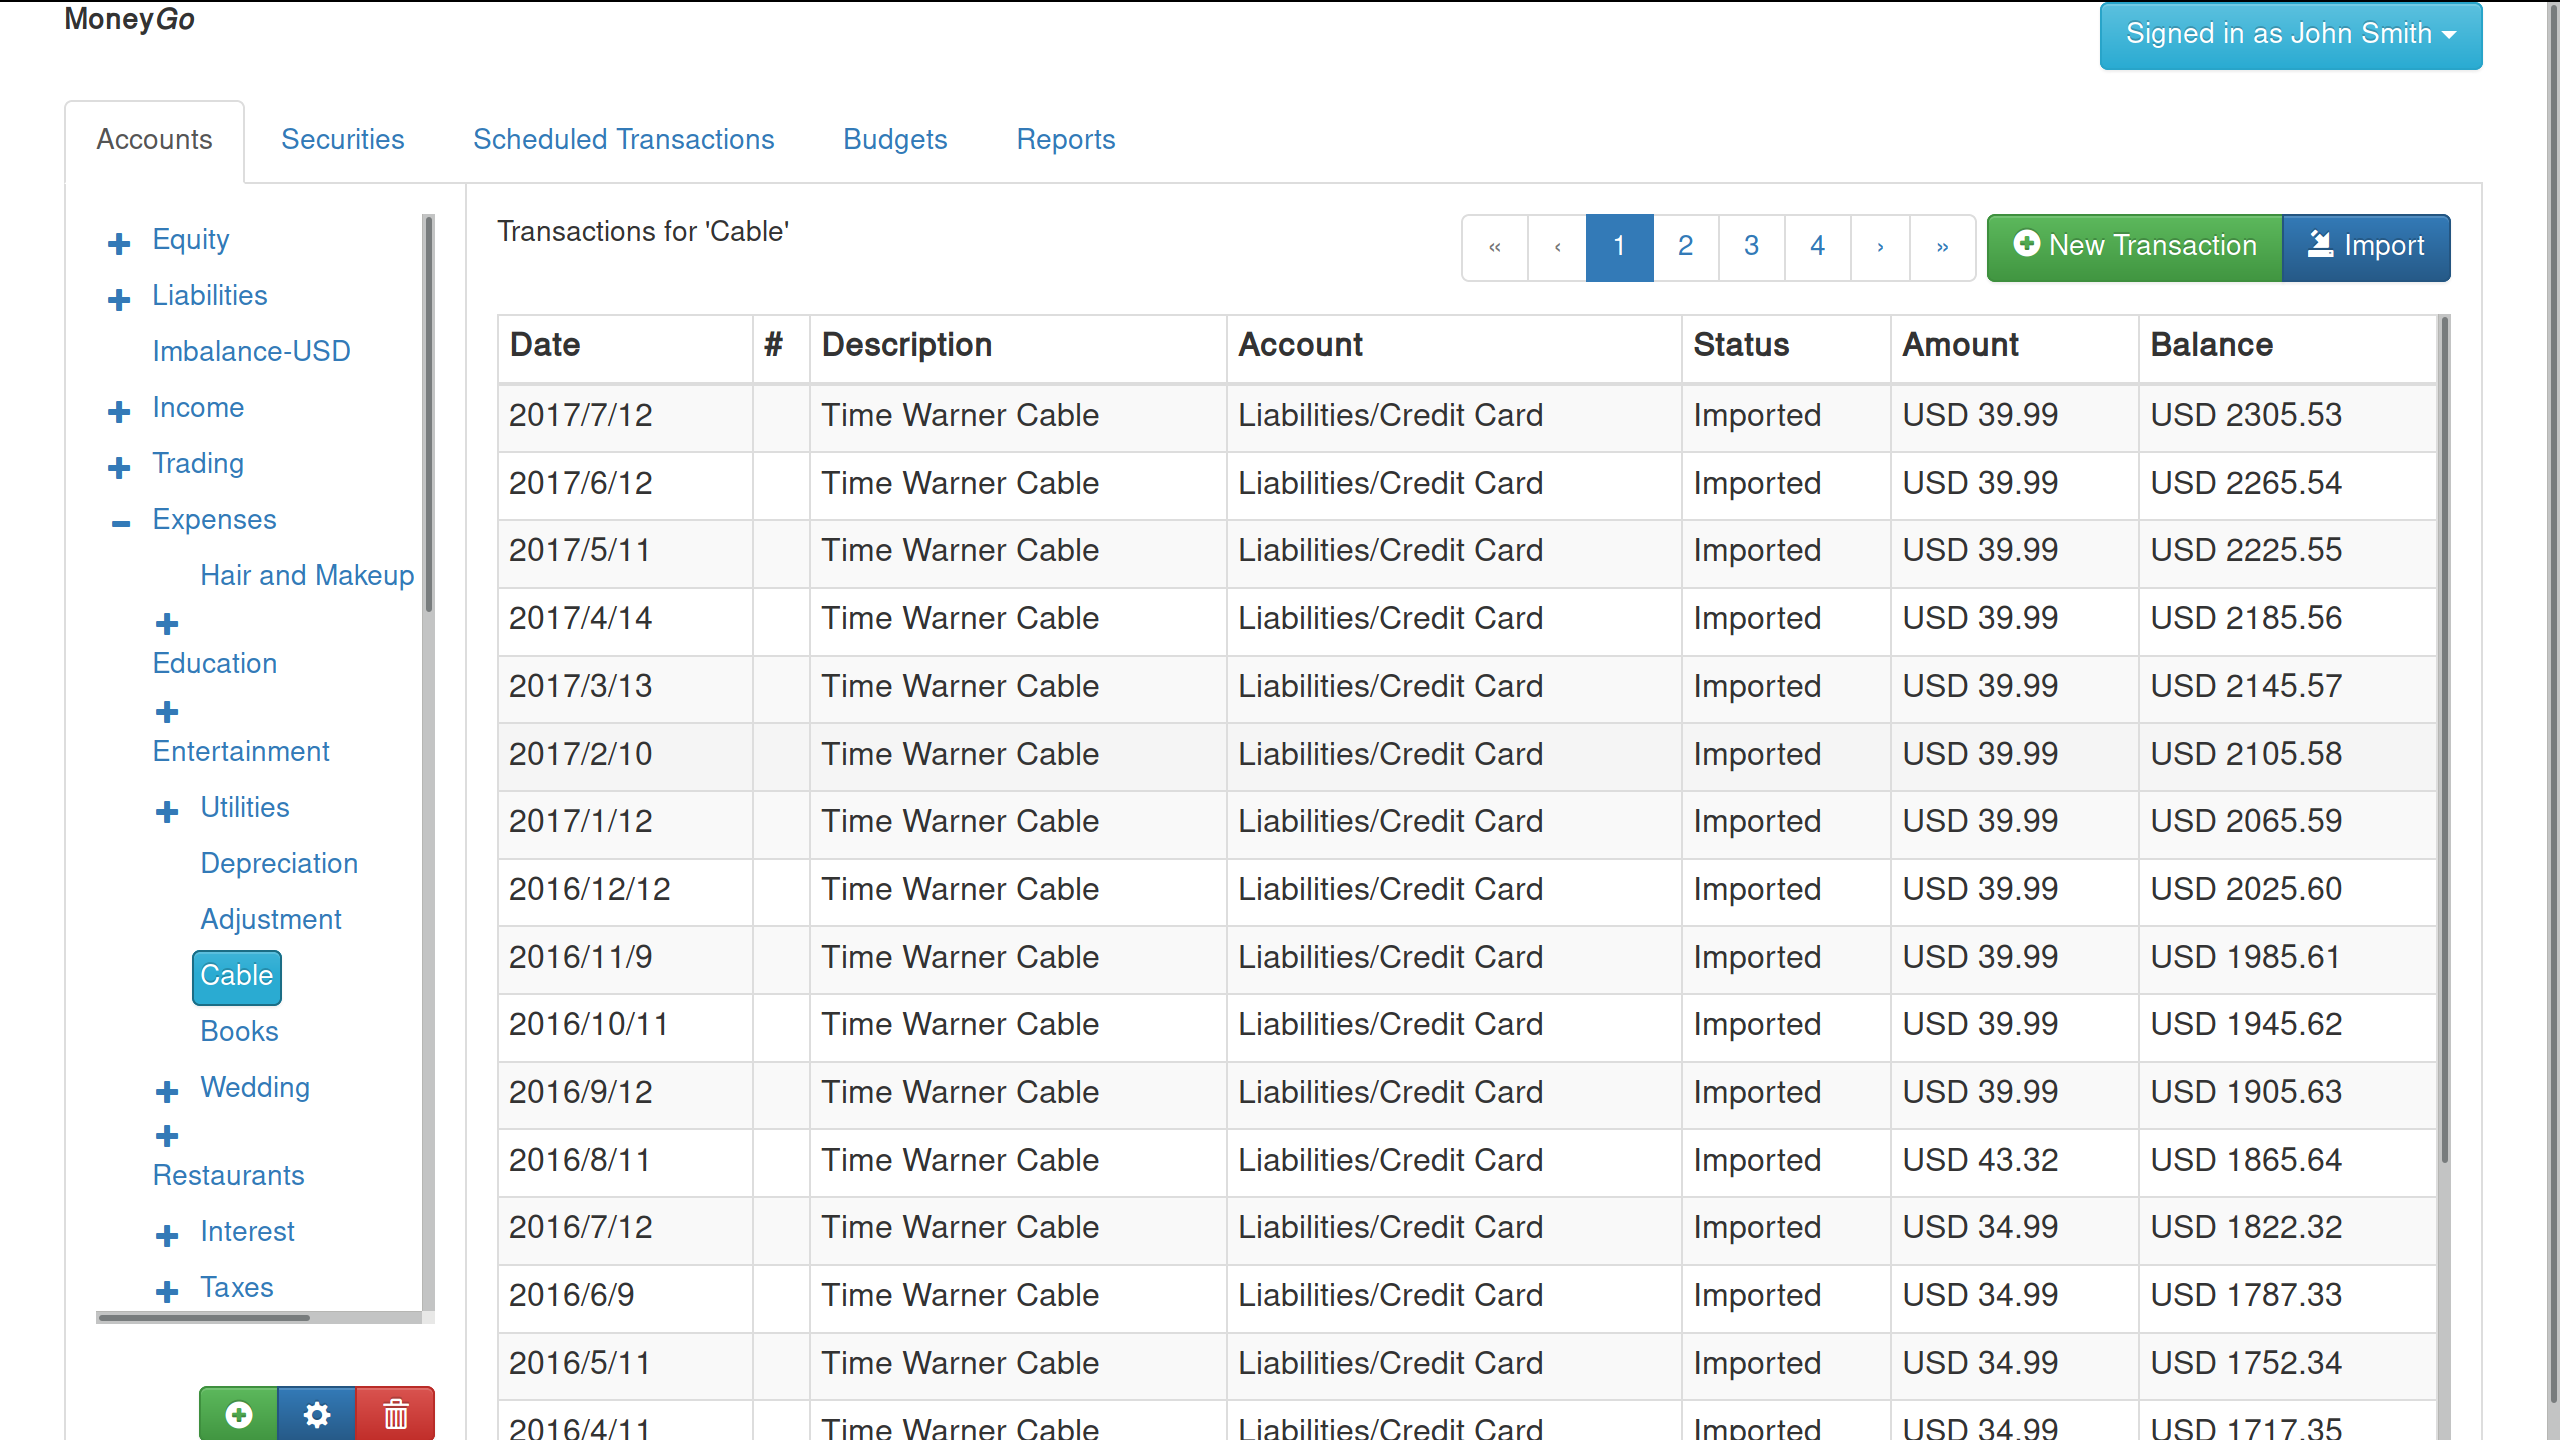 MoneyGo
Signed in as John Smith
Accounts Securities Scheduled Transactions Budgets Reports
Equity
Liabilities
Imbalance-USD
Income
Trading
Expenses
Hair and Makeup
Education
Entertainment
Utilities
Depreciation
Adjustment
Cable
Books
Wedding
Restaurants
Interest
Taxes
Transactions for 'Cable'
« ‹ 1 2 3 4 › » New Transaction Import
Date # Description Account Status Amount Balance
2017/7/12 Time Warner Cable Liabilities/Credit Card Imported USD 39.99 USD 2305.53
2017/6/12 Time Warner Cable Liabilities/Credit Card Imported USD 39.99 USD 2265.54
2017/5/11 Time Warner Cable Liabilities/Credit Card Imported USD 39.99 USD 2225.55
2017/4/14 Time Warner Cable Liabilities/Credit Card Imported USD 39.99 USD 2185.56
2017/3/13 Time Warner Cable Liabilities/Credit Card Imported USD 39.99 USD 2145.57
2017/2/10 Time Warner Cable Liabilities/Credit Card Imported USD 39.99 USD 2105.58
2017/1/12 Time Warner Cable Liabilities/Credit Card Imported USD 39.99 USD 2065.59
2016/12/12 Time Warner Cable Liabilities/Credit Card Imported USD 39.99 USD 2025.60
2016/11/9 Time Warner Cable Liabilities/Credit Card Imported USD 39.99 USD 1985.61
2016/10/11 Time Warner Cable Liabilities/Credit Card Imported USD 39.99 USD 1945.62
2016/9/12 Time Warner Cable Liabilities/Credit Card Imported USD 39.99 USD 1905.63
2016/8/11 Time Warner Cable Liabilities/Credit Card Imported USD 43.32 USD 1865.64
2016/7/12 Time Warner Cable Liabilities/Credit Card Imported USD 34.99 USD 1822.32
2016/6/9 Time Warner Cable Liabilities/Credit Card Imported USD 34.99 USD 1787.33
2016/5/11 Time Warner Cable Liabilities/Credit Card Imported USD 34.99 USD 1752.34
2016/4/11 Time Warner Cable Liabilities/Credit Card Imported USD 34.99 USD 1717.35